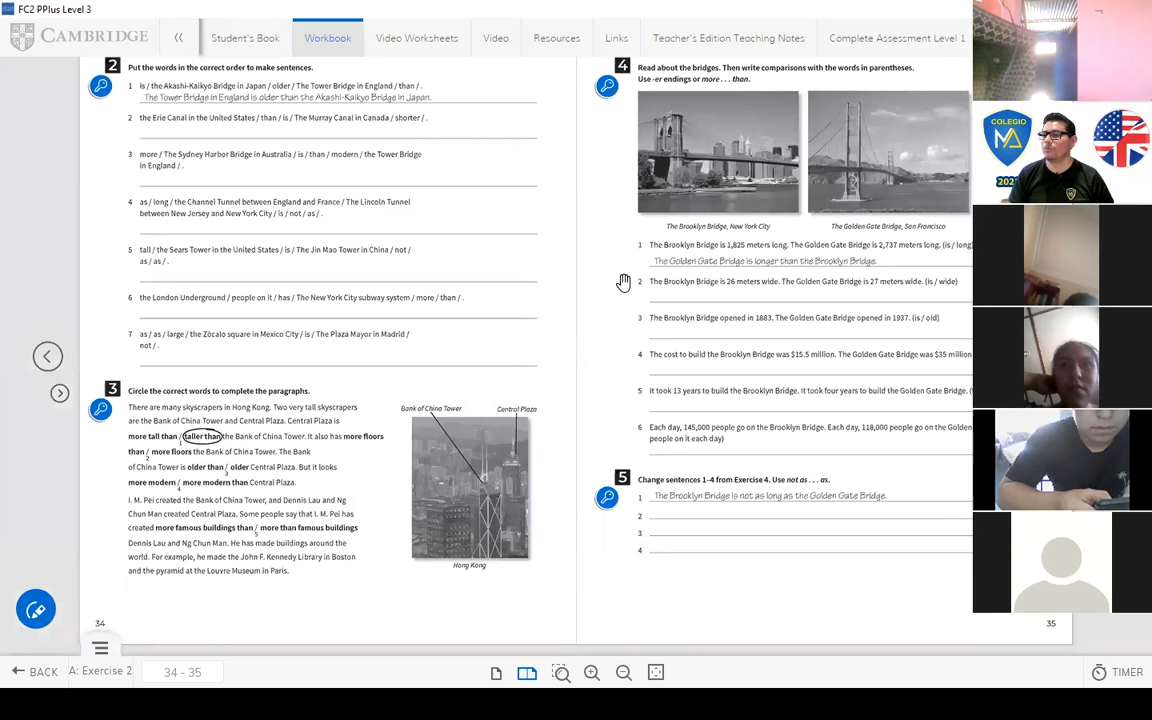 FC2 PPlus Level 3
CAMBRIDGE
Student's Book
Workbook
Video Worksheets
Video
Resources
Links
Teacher's Edition Teaching Notes
Complete Assessment Level 1
2 Put the words in the correct order to make sentences.
1 is / the Akashi-Kaikyo Bridge in Japan / older / The Tower Bridge in England / than / .
The Tower Bridge in England is older than the Akashi-Kaikyo Bridge in Japan.
2 the Erie Canal in the United States / than / is / The Murray Canal in Canada / shorter / .
3 more / The Sydney Harbor Bridge in Australia / is / than / modern / the Tower Bridge
in England / .
4 as / long / the Channel Tunnel between England and France / The Lincoln Tunnel
between New Jersey and New York City / is / not / as / .
5 tall / the Sears Tower in the United States / is / The Jin Mao Tower in China / not /
as / as / .
6 the London Underground / people on it / has / The New York City subway system / more / than / .
7 as / as / large / the Zócalo square in Mexico City / is / The Plaza Mayor in Madrid /
not / .
3 Circle the correct words to complete the paragraphs.
There are many skyscrapers in Hong Kong. Two very tall skyscrapers
are the Bank of China Tower and Central Plaza. Central Plaza is
more tall than / taller than the Bank of China Tower. It also has more floors
1
than / more floors the Bank of China Tower. The Bank
2
of China Tower is older than / older Central Plaza. But it looks
3
more modern / more modern than Central Plaza.
4
I. M. Pei created the Bank of China Tower, and Dennis Lau and Ng
Chun Man created Central Plaza. Some people say that I. M. Pei has
created more famous buildings than / more than famous buildings
5
Dennis Lau and Ng Chun Man. He has made buildings around the
world. For example, he made the John F. Kennedy Library in Boston
and the pyramid at the Louvre Museum in Paris.
Bank of China Tower
Central Plaza
Hong Kong
34
4 Read about the bridges. Then write comparisons with the words in parentheses.
Use -er endings or more . . . than.
The Brooklyn Bridge, New York City
The Golden Gate Bridge, San Francisco
1 The Brooklyn Bridge is 1,825 meters long. The Golden Gate Bridge is 2,737 meters long. (is / long)
The Golden Gate Bridge is longer than the Brooklyn Bridge.
2 The Brooklyn Bridge is 26 meters wide. The Golden Gate Bridge is 27 meters wide. (is / wide)
3 The Brooklyn Bridge opened in 1883. The Golden Gate Bridge opened in 1937. (is / old)
4 The cost to build the Brooklyn Bridge was $15.5 million. The Golden Gate Bridge was $35 million
5 It took 13 years to build the Brooklyn Bridge. It took four years to build the Golden Gate Bridge.
6 Each day, 145,000 people go on the Brooklyn Bridge. Each day, 118,000 people go on the Golden
people on it each day)
5 Change sentences 1–4 from Exercise 4. Use not as . . . as.
1 The Brooklyn Bridge is not as long as the Golden Gate Bridge.
2
3
4
35
COLEGIO
MA
BACK
A: Exercise 2
34 - 35
TIMER